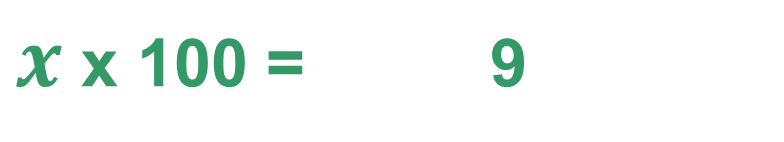 x x 100 = 9